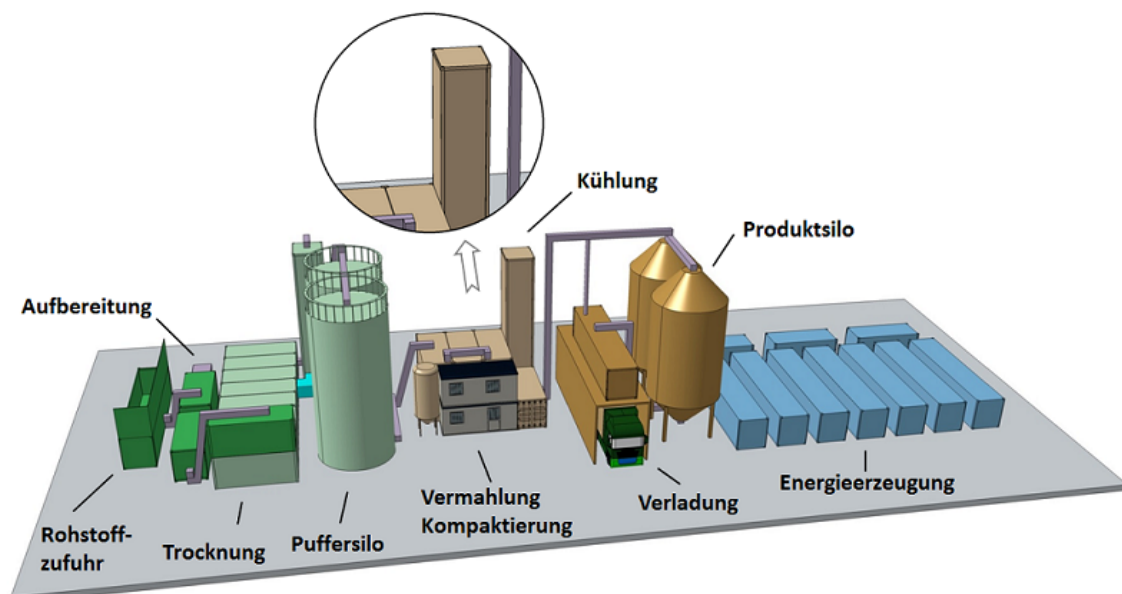 Kühlung
Produktsilo
Aufbereitung
Rohstoff-
zufuhr
Trocknung
Puffersilo
Vermahlung
Kompaktierung
Verladung
Energieerzeugung